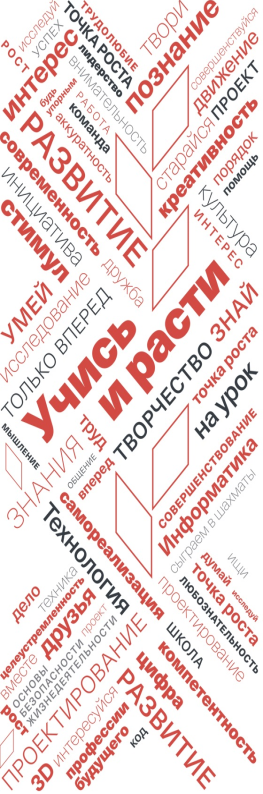 исследуй
успех
рост
интерес
трудолюбие
точка роста
лидерство
внимательность
будь
упорным
работа
команда
аккуратность
твори
познание
совершенствуйся
движение
проект
старайся
креативность
порядок
помощь
культура
интерес
РАЗВИТИЕ
современность
инициатива
стимул
дружба
умей
исследование
только вперед
Учись
и расти
мышление
ЗНАНИЯ
труд
общение
вперед
ТВОРЧЕСТВО
ЗНАЙ
точка роста
на урок
совершенствование
Информатика
сыграем в шахматы
самореализация
Технология
ищи
думай
исследуй
точка роста
любознательность
проектирование
школа
дело
техника
целеустремленность
друзья
вместе
основы
безопасности
жизнедеятельности
проект
рост
ПРОЕКТИРОВАНИЕ
3D
интересуйся
профессии
будущего
код
цифра
РАЗВИТИЕ
компетентность